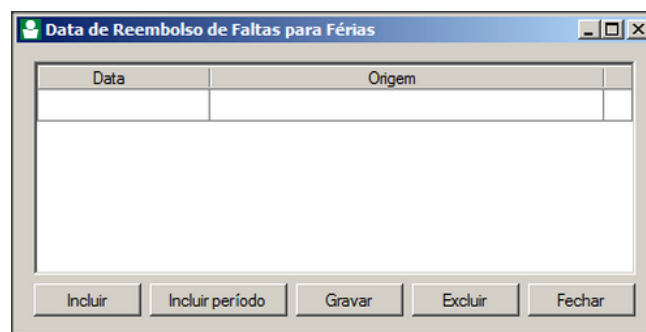 Data de Reembolso de Faltas para Férias
Data Origem
Incluir Incluir período Gravar Excluir Fechar